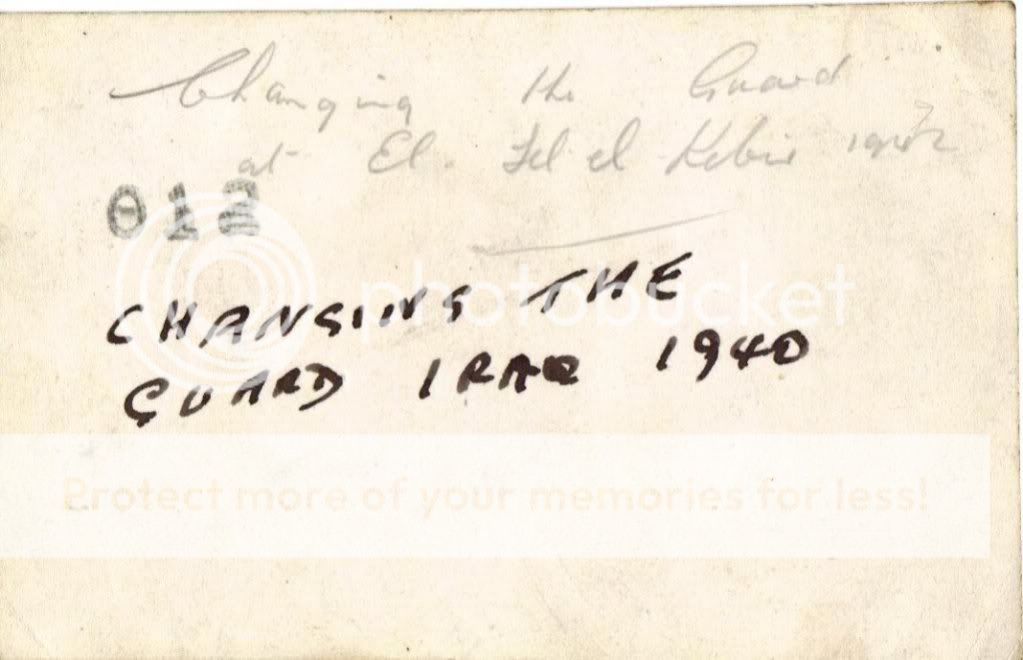 Changing the Guard
at El. Tel el Kebir 1942
012
CHANGING THE
GUARD IRAQ 1940
photobucket
Protect more of your memories for less!